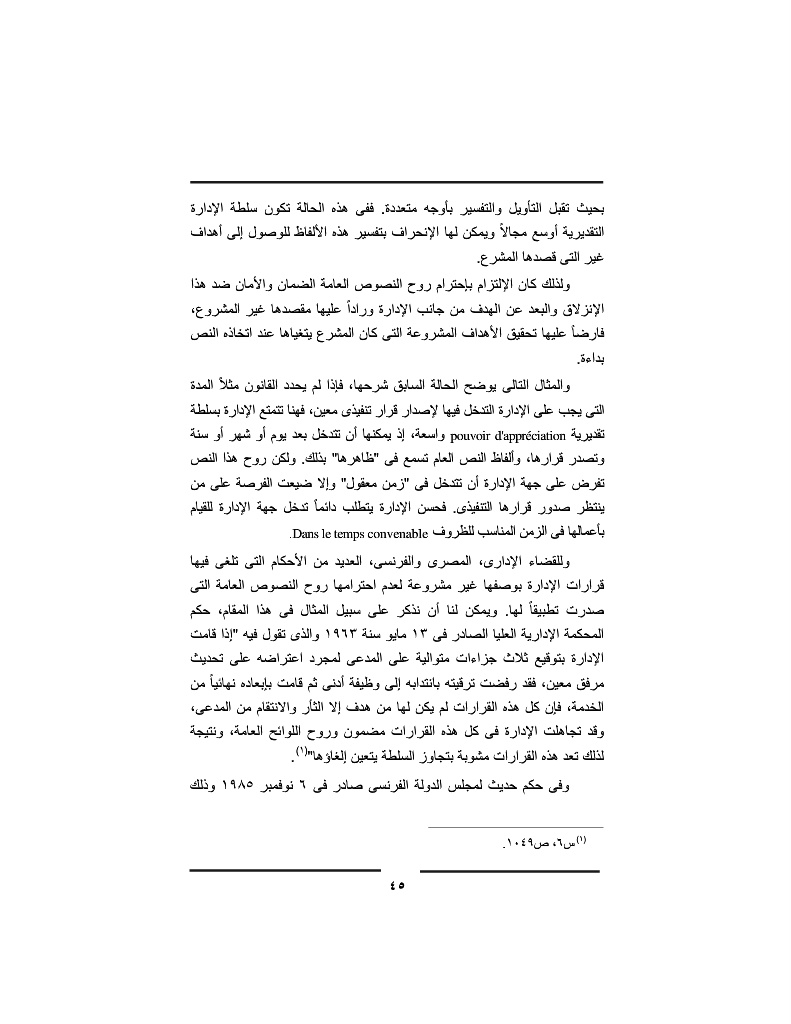 بحيث تقبل التأويل والتفسير بأوجه متعددة. ففى هذه الحالة تكون سلطة الإدارة
التقديرية أوسع مجالاً ويمكن لها الإنحراف بتفسير هذه الألفاظ للوصول إلى أهداف
غير التى قصدها المشرع.
ولذلك كان الإلتزام بإحترام روح النصوص العامة الضمان والأمان ضد هذا
الإنزلاق والبعد عن الهدف من جانب الإدارة وراداً عليها مقصدها غير المشروع،
فارضاً عليها تحقيق الأهداف المشروعة التى كان المشرع يتغياها عند اتخاذه النص
بداءة.
والمثال التالى يوضح الحالة السابق شرحها، فإذا لم يحدد القانون مثلاً المدة
التى يجب على الإدارة التدخل فيها لإصدار قرار تنفيذى معين، فهنا تتمتع الإدارة بسلطة
تقديرية pouvoir d'appréciation واسعة، إذ يمكنها أن تتدخل بعد يوم أو شهر أو سنة
وتصدر قرارها، وألفاظ النص العام تسمع فى "ظاهرها" بذلك. ولكن روح هذا النص
تفرض على جهة الإدارة أن تتدخل فى "زمن معقول" وإلا ضيعت الفرصة على من
ينتظر صدور قرارها التنفيذى. فحسن الإدارة يتطلب دائماً تدخل جهة الإدارة للقيام
بأعمالها فى الزمن المناسب للظروف Dans le temps convenable.
وللقضاء الإدارى، المصرى والفرنسى، العديد من الأحكام التى تلغى فيها
قرارات الإدارة بوصفها غير مشروعة لعدم احترامها روح النصوص العامة التى
صدرت تطبيقاً لها. ويمكن لنا أن نذكر على سبيل المثال فى هذا المقام، حكم
المحكمة الإدارية العليا الصادر فى ١٣ مايو سنة ١٩٦٣ والذى تقول فيه "إذا قامت
الإدارة بتوقيع ثلاث جزاءات متوالية على المدعى لمجرد اعتراضه على تحديث
مرفق معين، فقد رفضت ترقيته بانتدابه إلى وظيفة أدنى ثم قامت بإبعاده نهائياً من
الخدمة، فإن كل هذه القرارات لم يكن لها من هدف إلا الثأر والانتقام من المدعى،
وقد تجاهلت الإدارة فى كل هذه القرارات مضمون وروح اللوائح العامة، ونتيجة
لذلك تعد هذه القرارات مشوبة بتجاوز السلطة يتعين إلغاؤها"(١).
وفى حكم حديث لمجلس الدولة الفرنسى صادر فى ٦ نوفمبر ١٩٨٥ وذلك
(١) س٦، ص١٠٤٩.
٤٥